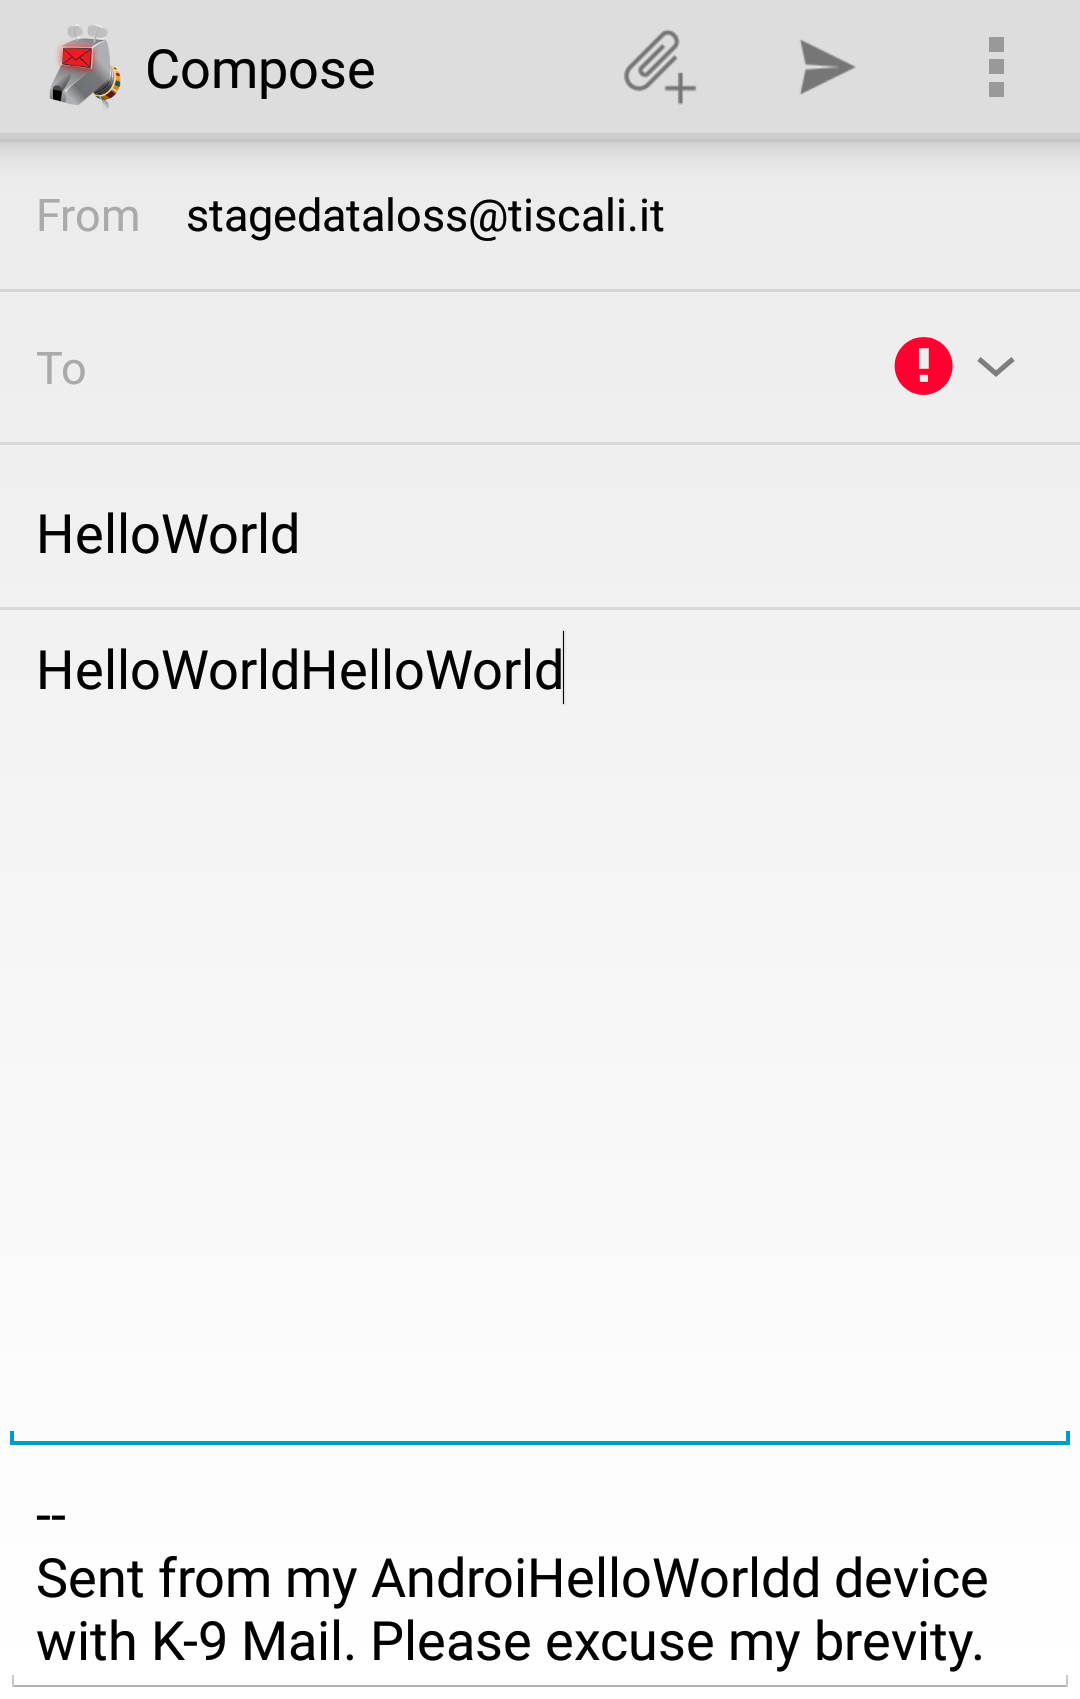 Compose
From stagedataloss@tiscali.it
To
HelloWorld
HelloWorldHelloWorld
--
Sent from my AndroiHelloWorldd device
with K-9 Mail. Please excuse my brevity.